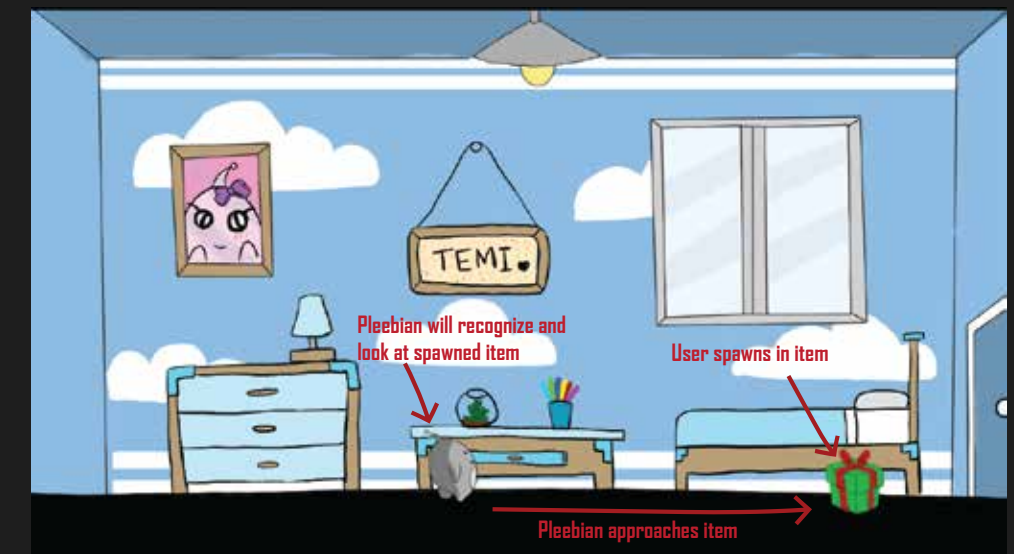 TEMI.
Pleebian will recognize and
look at spawned item
User spawns in item
Pleebian approaches item